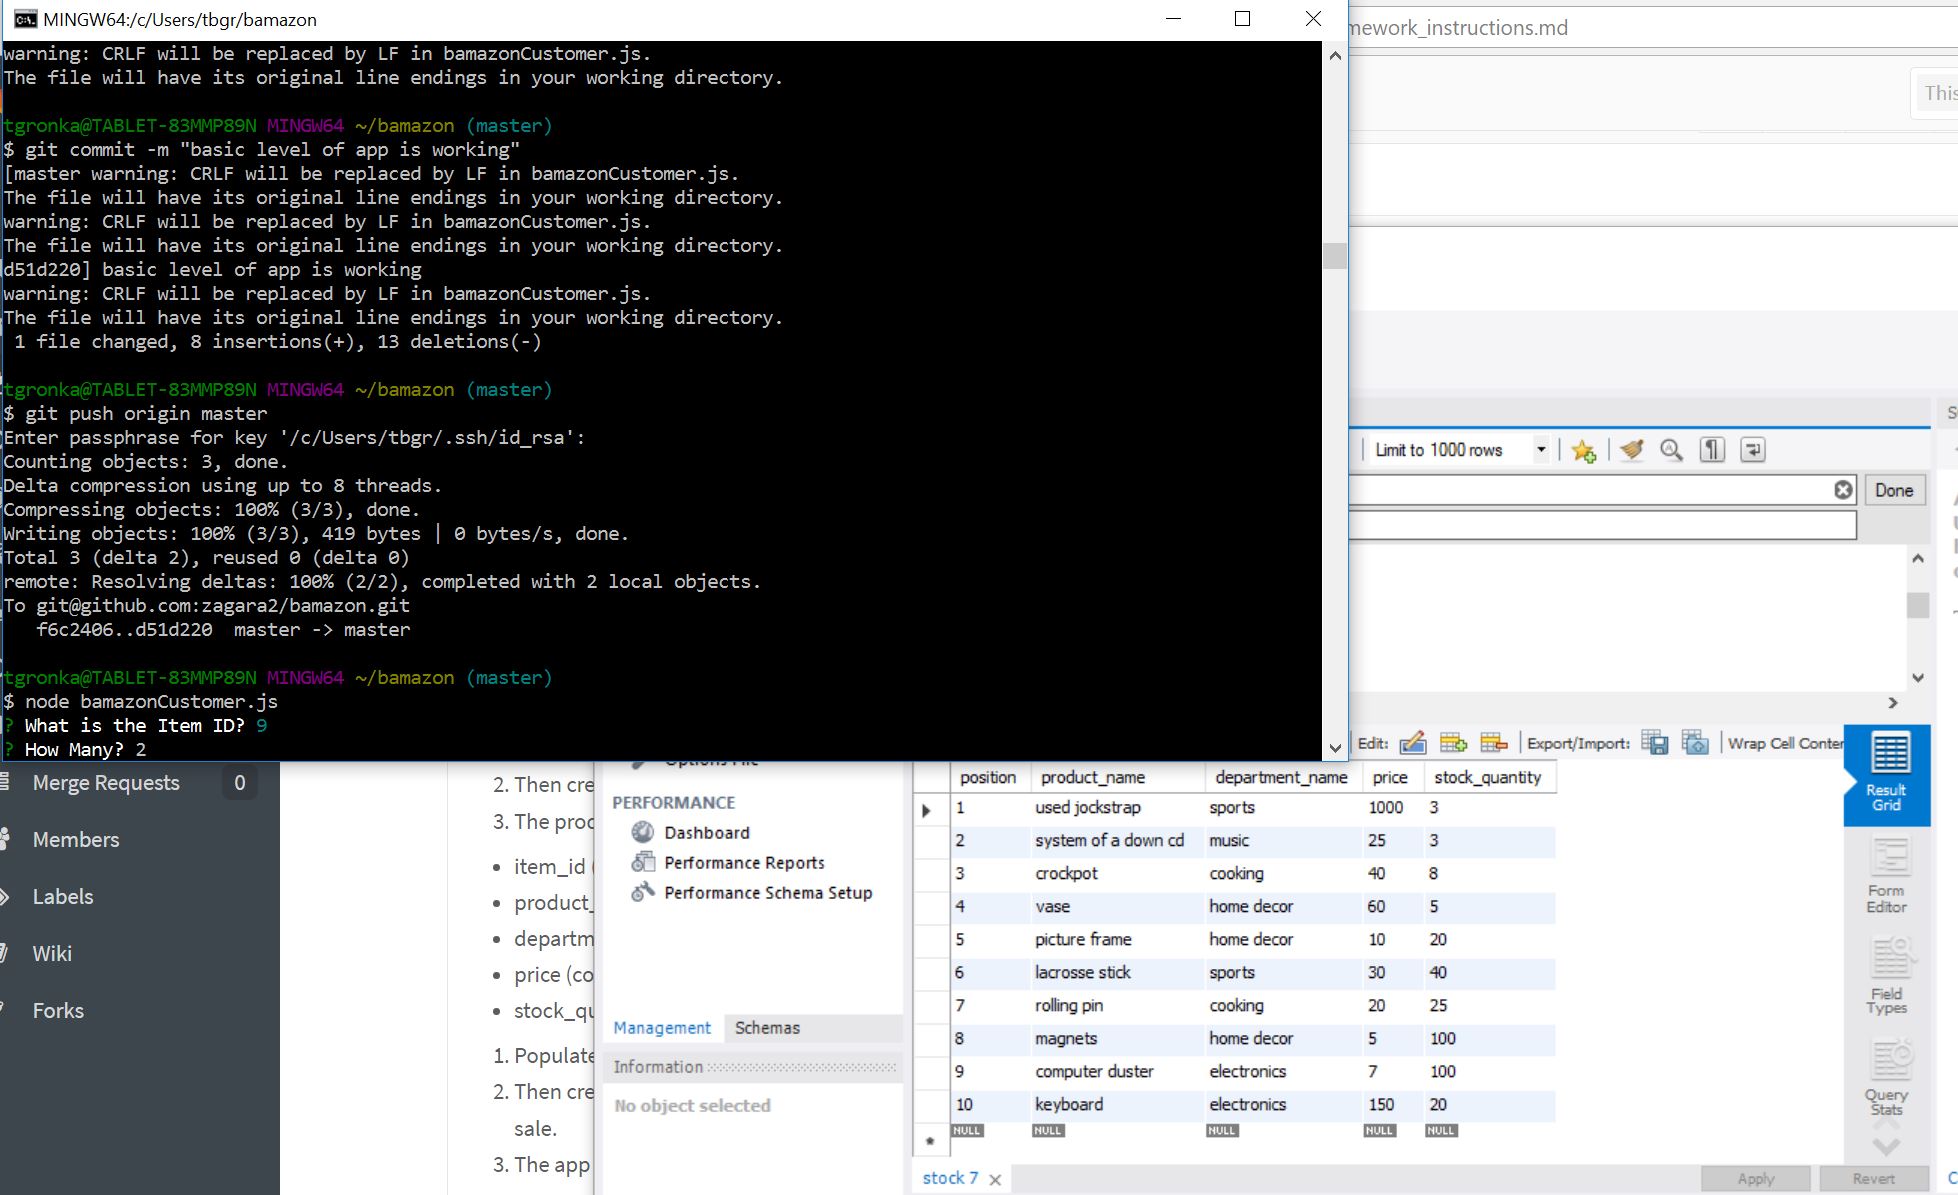 MINGW64:/c/Users/tbgr/bamazon
warning: CRLF will be replaced by LF in bamazonCustomer.js.
The file will have its original line endings in your working directory.
tgronka@TABLET-83MMP89N MINGW64 ~/bamazon (master)
$ git commit -m "basic level of app is working"
[master warning: CRLF will be replaced by LF in bamazonCustomer.js.
The file will have its original line endings in your working directory.
warning: CRLF will be replaced by LF in bamazonCustomer.js.
The file will have its original line endings in your working directory.
d51d220] basic level of app is working
warning: CRLF will be replaced by LF in bamazonCustomer.js.
The file will have its original line endings in your working directory.
1 file changed, 8 insertions(+), 13 deletions(-)
tgronka@TABLET-83MMP89N MINGW64 ~/bamazon (master)
$ git push origin master
Enter passphrase for key '/c/Users/tbgr/.ssh/id_rsa':
Counting objects: 3, done.
Delta compression using up to 8 threads.
Compressing objects: 100% (3/3), done.
Writing objects: 100% (3/3), 419 bytes | 0 bytes/s, done.
Total 3 (delta 2), reused 0 (delta 0)
remote: Resolving deltas: 100% (2/2), completed with 2 local objects.
To git@github.com:zagara2/bamazon.git
f6c2406..d51d220  master -> master
tgronka@TABLET-83MMP89N MINGW64 ~/bamazon (master)
$ node bamazonCustomer.js
? What is the Item ID? 9
? How Many? 2
mework_instructions.md
This
Limit to 1000 rows
Done
Edit: Export/Import: Wrap Cell Conter
Merge Requests 0
Members
Labels
Wiki
Forks
2. Then cre
3. The proc
• item_id (
• product_
• departm
• price (co
• stock_qu
1. Populate
2. Then cre
sale.
3. The app
Options File
PERFORMANCE
Dashboard
Performance Reports
Performance Schema Setup
Management Schemas
Information
No object selected
position product_name department_name price stock_quantity
1 used jockstrap sports 1000 3
2 system of a down cd music 25 3
3 crockpot cooking 40 8
4 vase home decor 60 5
5 picture frame home decor 10 20
6 lacrosse stick sports 30 40
7 rolling pin cooking 20 25
8 magnets home decor 5 100
9 computer duster electronics 7 100
10 keyboard electronics 150 20
NULL NULL NULL NULL NULL
stock 7
Apply Revert
Result
Grid
Form
Editor
Field
Types
Query
Stats